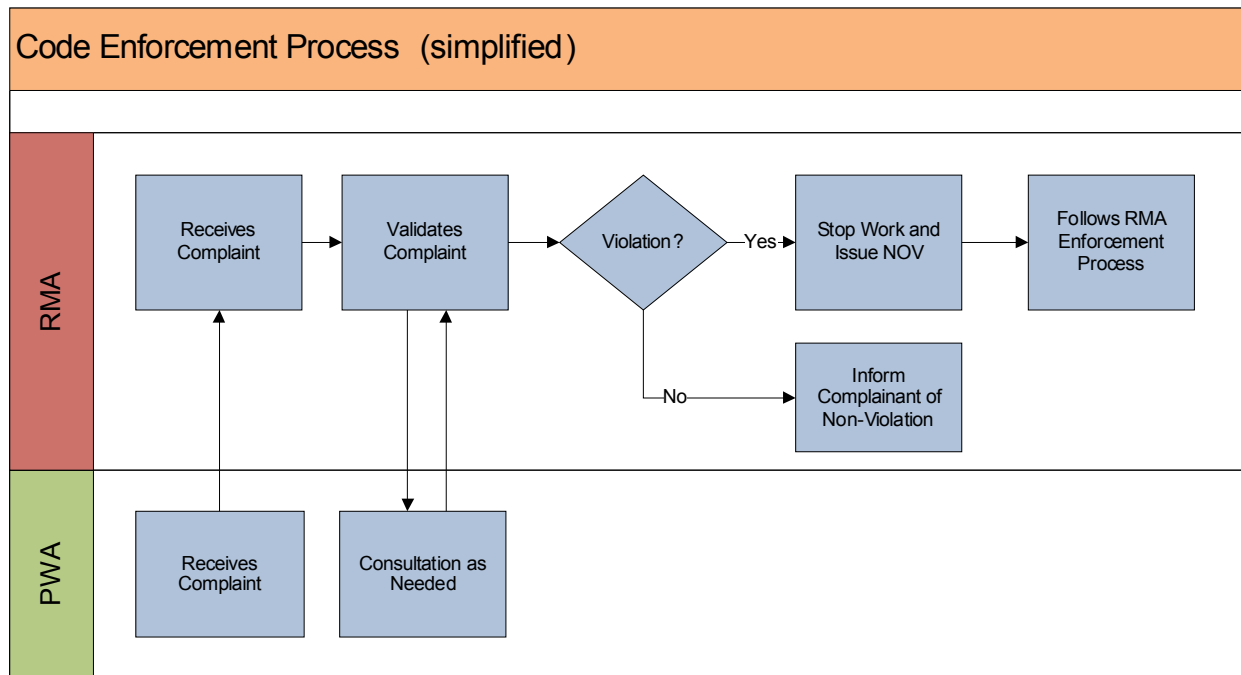 Code Enforcement Process (simplified)
RMA
Receives
Complaint
Validates
Complaint
Violation?
Yes
Stop Work and
Issue NOV
Follows RMA
Enforcement
Process
No
Inform
Complainant of
Non-Violation
PWA
Receives
Complaint
Consultation as
Needed